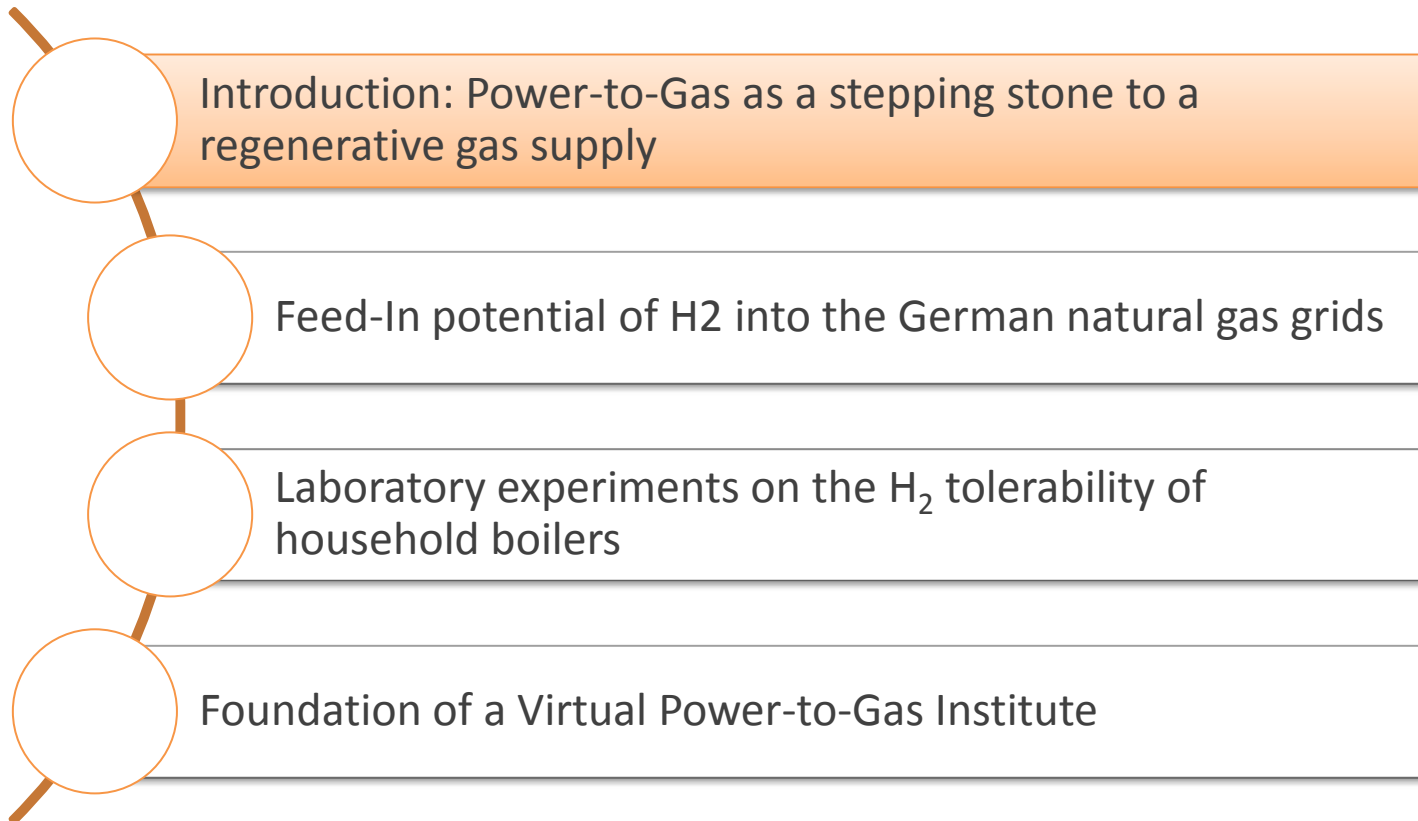 Introduction: Power-to-Gas as a stepping stone to a
regenerative gas supply
Feed-In potential of H2 into the German natural gas grids
Laboratory experiments on the H₂ tolerability of
household boilers
Foundation of a Virtual Power-to-Gas Institute